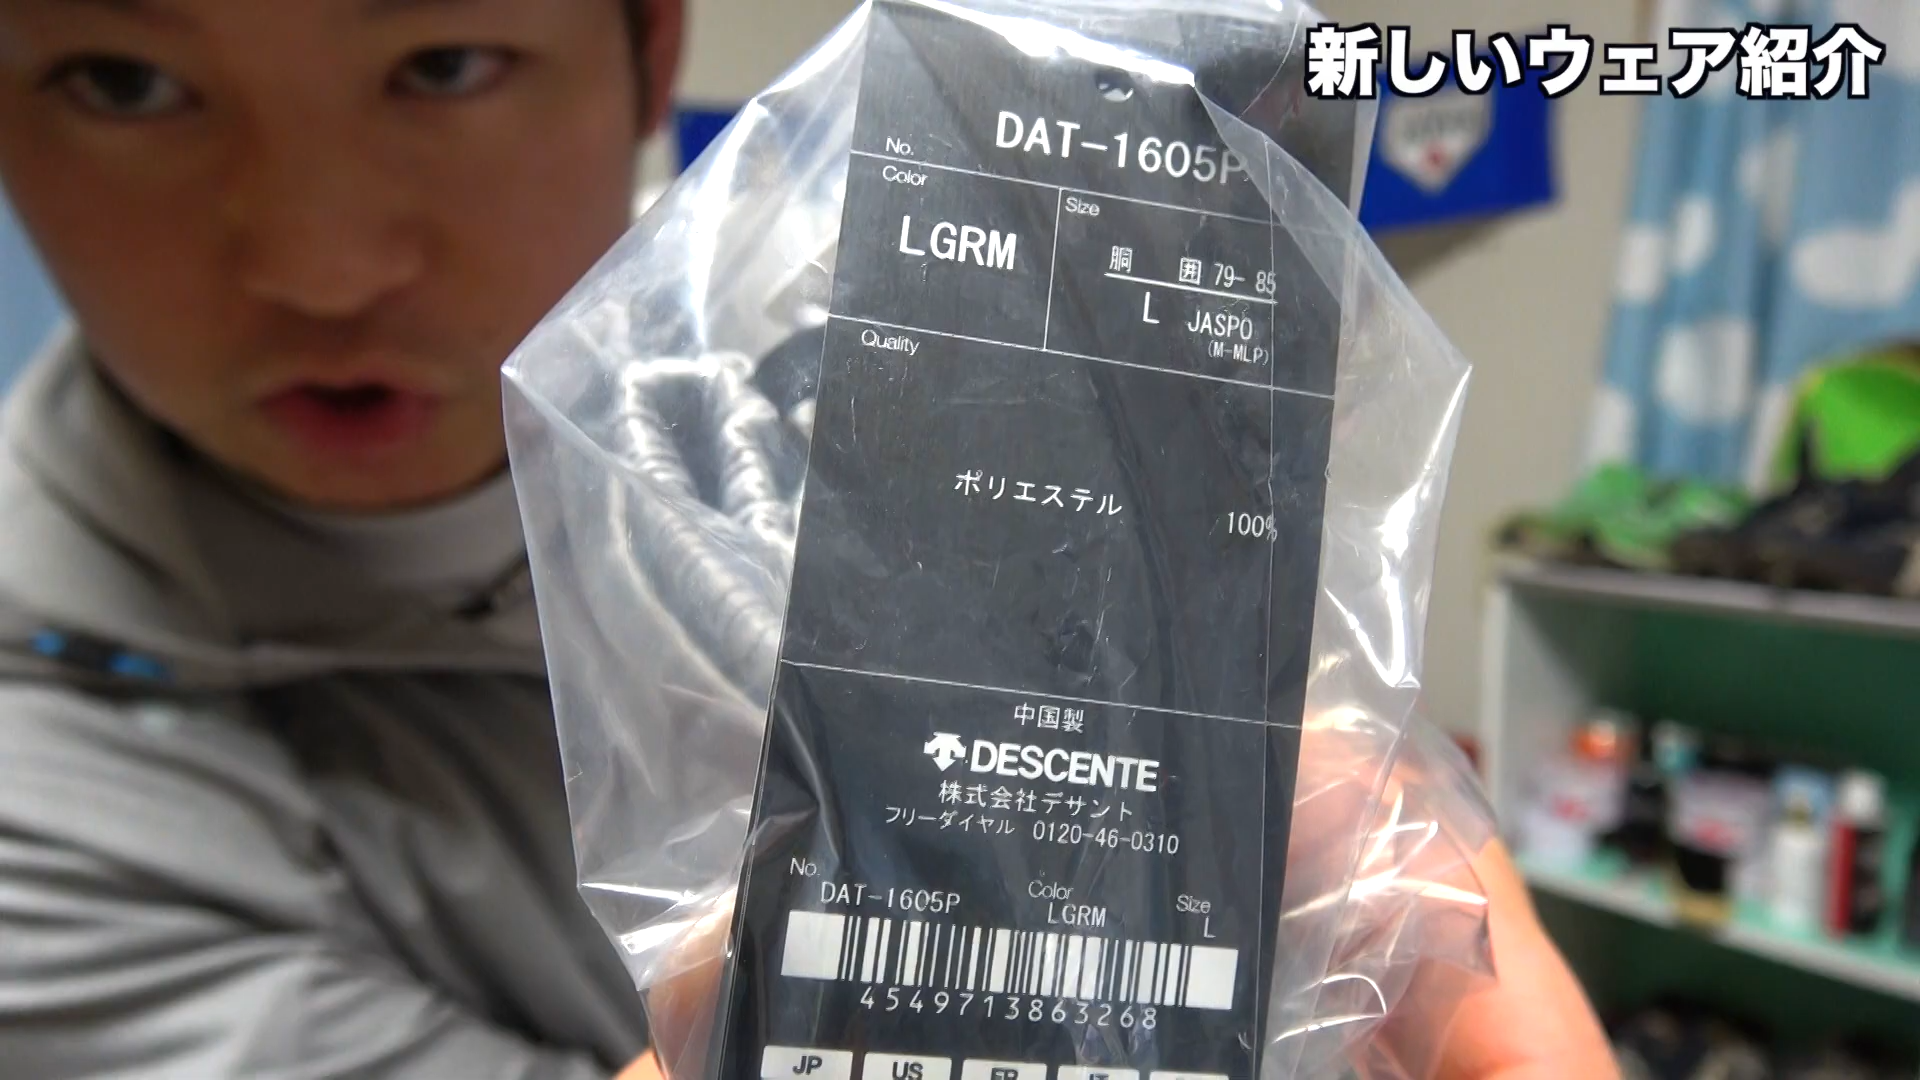 新しいウェア紹介
No. DAT-1605P
Color
LGRM
Size
胴 囲 79- 85
L JASPO
(M-MLP)
Quality
ポリエステル 100%
中国製
DESCENTE
株式会社デサント
フリーダイヤル 0120-46-0310
No. Color Size
DAT-1605P LGRM L
4549713863268
JP US FR IT